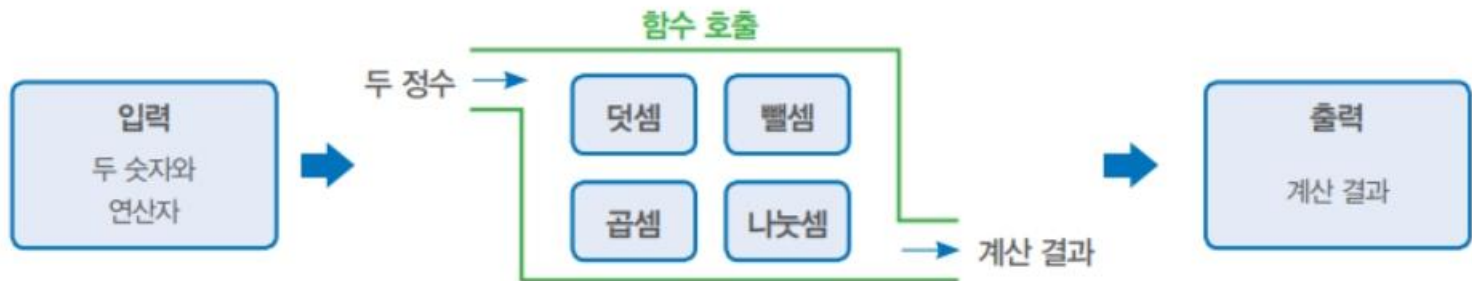 함수 호출
입력
두 숫자와
연산자
두 정수
덧셈
뺄셈
곱셈
나눗셈
계산 결과
출력
계산 결과